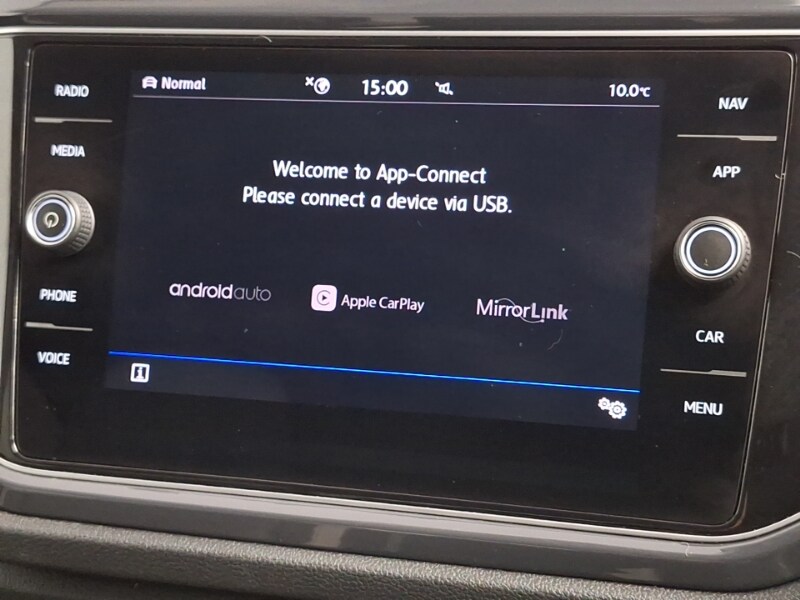 RADIO
MEDIA
PHONE
VOICE
Normal
15:00
10.0°C
Welcome to App-Connect
Please connect a device via USB.
androidauto
Apple CarPlay
MirrorLink
NAV
APP
CAR
MENU